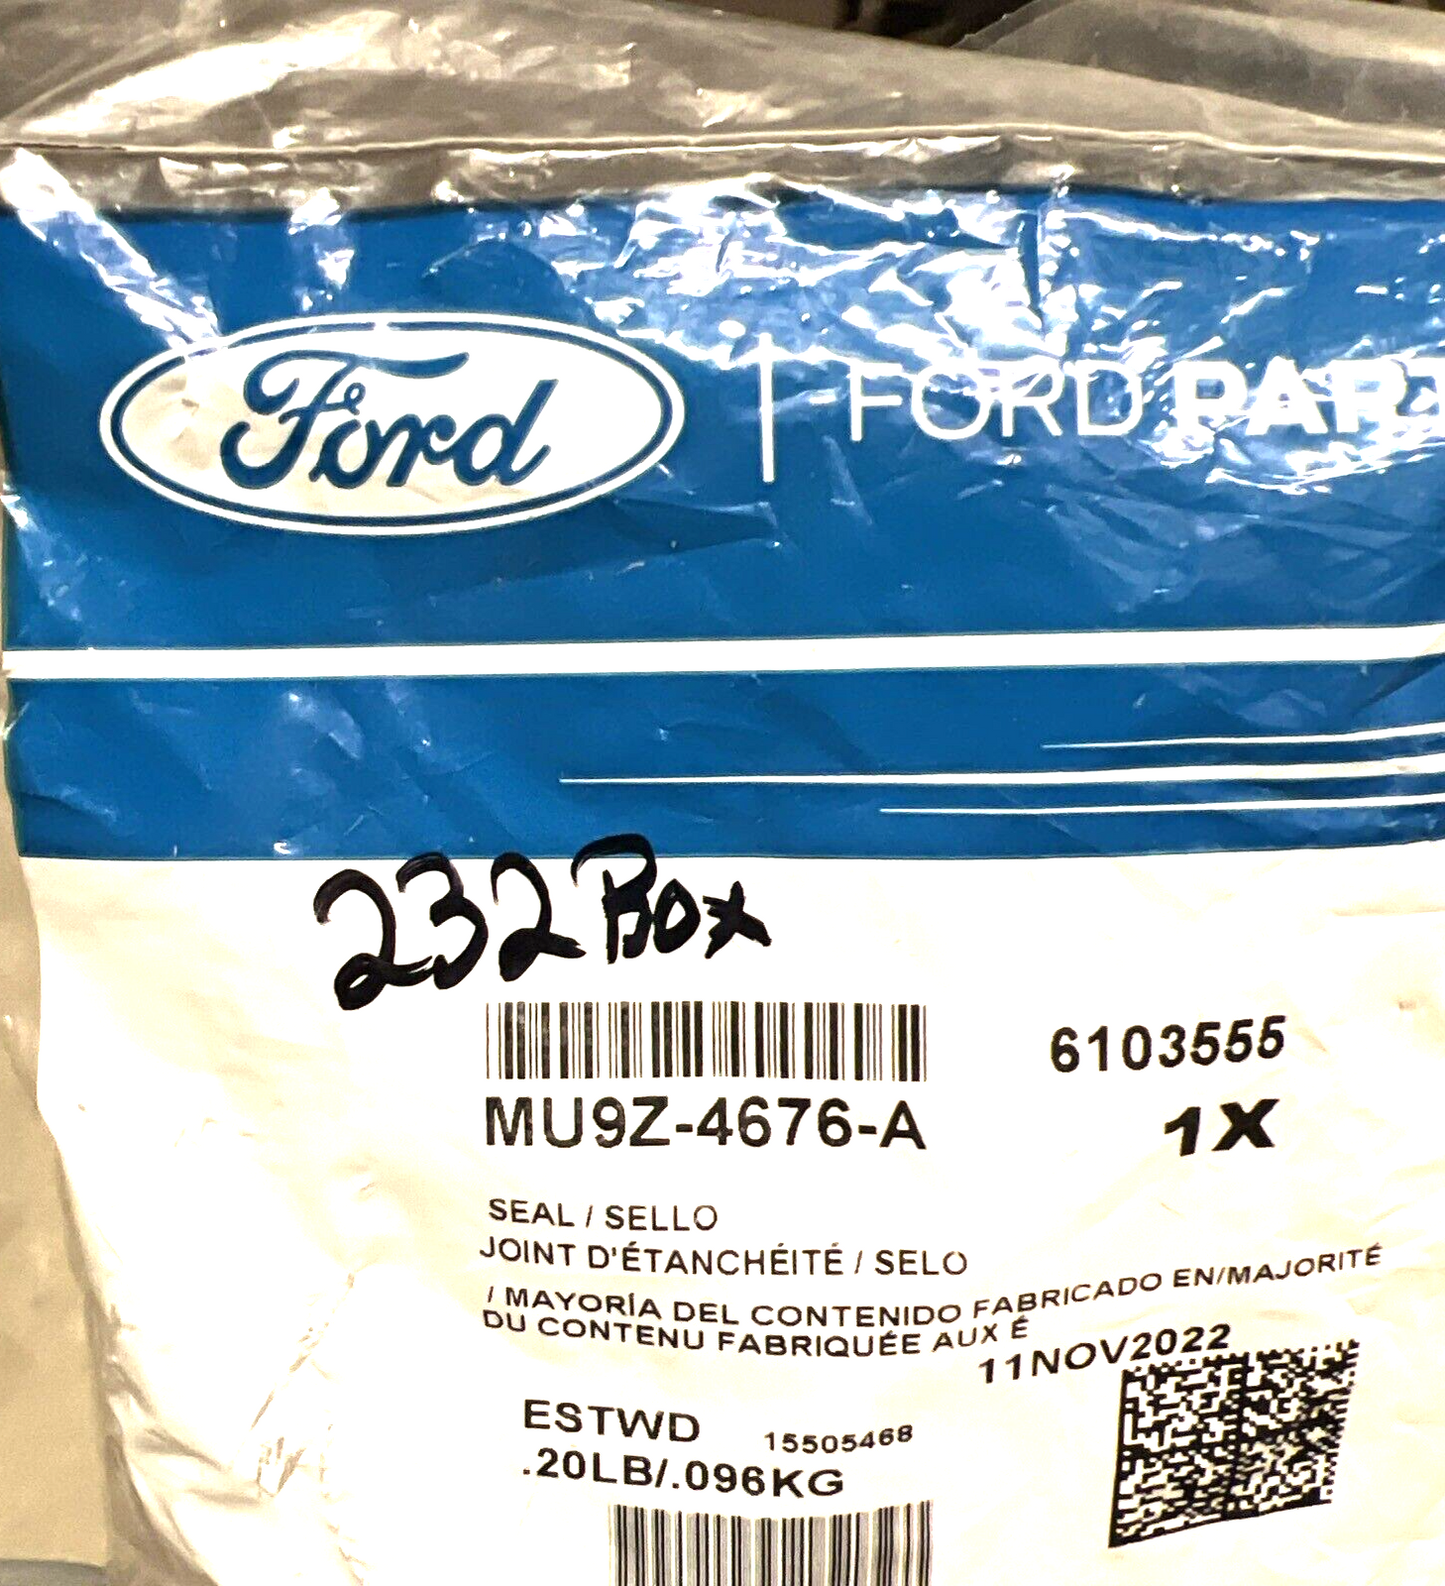 Ford
FORD PART
232 Box
6103555
MU9Z-4676-A
1X
SEAL / SELLO
JOINT D'ÉTANCHÉITÉ / SELO
/ MAYORÍA DEL CONTENIDO FABRICADO EN/MAJORITÉ
DU CONTENU FABRIQUÉE AUX É
11NOV2022
ESTWD 15505468
.20LB/.096KG